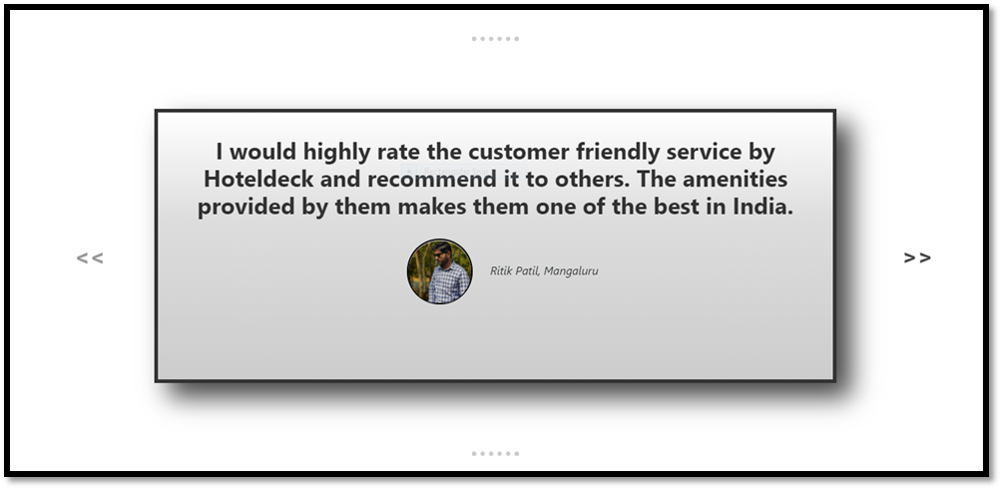 I would highly rate the customer friendly service by
Hoteldeck and recommend it to others. The amenities
provided by them makes them one of the best in India.
<< >>
Ritik Patil, Mangaluru